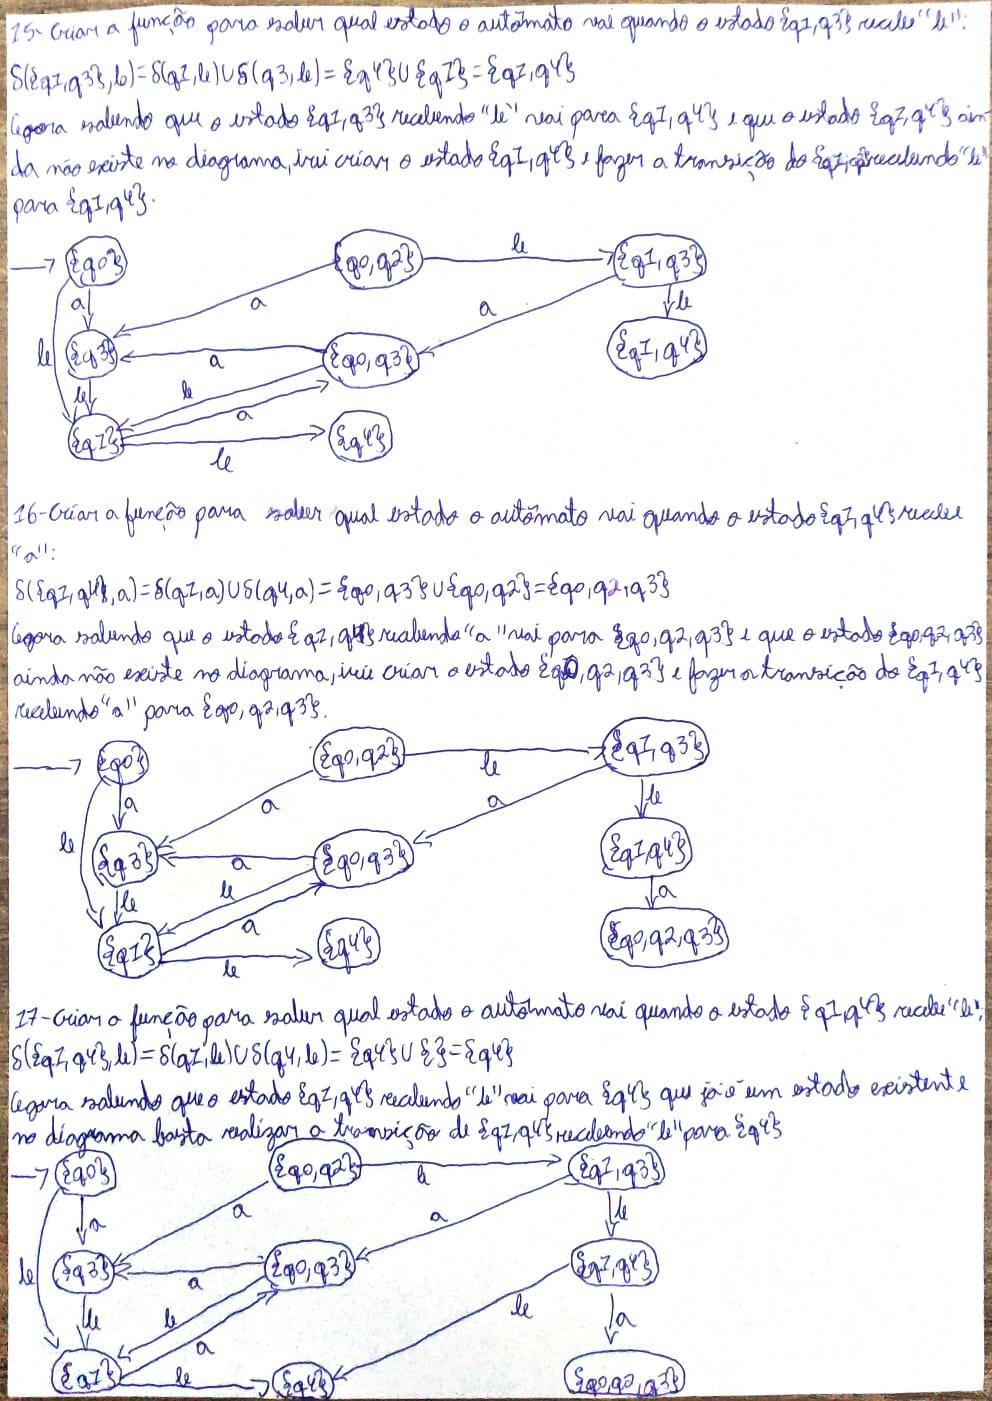 15- Criar a função para saber qual estado o autômato vai quando o estado {q1,q3} recebe "b":
δ({q1,q3},b)=δ(q1,b)∪δ(q3,b)={q4}∪{q1}={q1,q4}
Agora sabendo que o estado {q1,q3} recebendo "b" vai para {q1,q4} e que o estado {q1,q4} ain-
da não existe no diagrama, irei criar o estado {q1,q4} e fazer a transição do {q1,q3} recebendo "b"
para {q1,q4}.
{q0} {q0,q2} b {q1,q3}
a a a b
b {q3} a {q0,q3} {q1,q4}
b b a
{q1} b {q4}
16- Criar a função para saber qual estado o autômato vai quando o estado {q1,q4} recebe
"a":
δ({q1,q4},a)=δ(q1,a)∪δ(q4,a)={q0,q3}∪{q0,q2}={q0,q2,q3}
Agora sabendo que o estado {q1,q4} recebendo "a" vai para {q0,q2,q3} e que o estado {q0,q2,q3}
ainda não existe no diagrama, irei criar o estado {q0,q2,q3} e fazer a transição do {q1,q4}
recebendo "a" para {q0,q2,q3}.
{q0} {q0,q2} b {q1,q3}
a a a b
b {q3} a {q0,q3} {q1,q4}
b b a a
{q1} b {q4} {q0,q2,q3}
17- Criar a função para saber qual estado o autômato vai quando o estado {q1,q4} recebe "b":
δ({q1,q4},b)=δ(q1,b)∪δ(q4,b)={q4}∪{}={q4}
Agora sabendo que o estado {q1,q4} recebendo "b" vai para {q4} que já é um estado existente
no diagrama basta realizar a transição de {q1,q4} recebendo "b" para {q4}
{q0} {q0,q2} b {q1,q3}
a a a b
b {q3} a {q0,q3} {q1,q4}
b b a b a
{q1} b {q4} {q0,q2,q3}